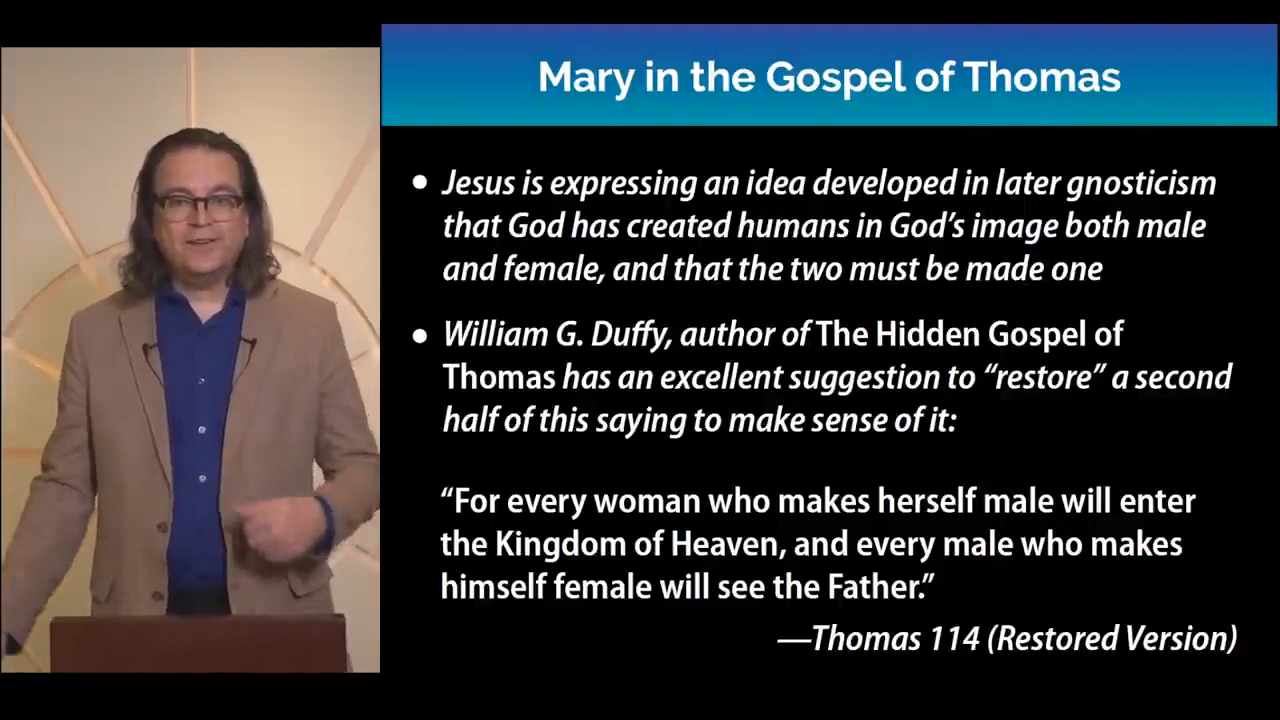 Mary in the Gospel of Thomas
• Jesus is expressing an idea developed in later gnosticism
that God has created humans in God’s image both male
and female, and that the two must be made one
• William G. Duffy, author of The Hidden Gospel of
Thomas has an excellent suggestion to “restore” a second
half of this saying to make sense of it:
“For every woman who makes herself male will enter
the Kingdom of Heaven, and every male who makes
himself female will see the Father.”
—Thomas 114 (Restored Version)